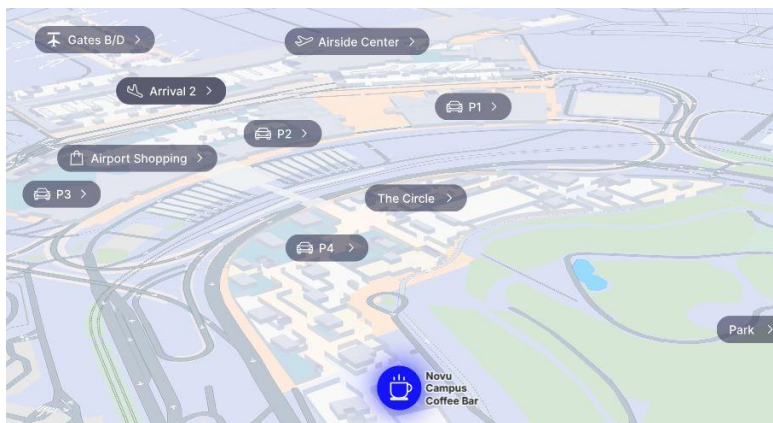 Gates B/D
Airside Center
Arrival 2
P1
P2
Airport Shopping
P3
The Circle
P4
Park
Novu
Campus
Coffee Bar